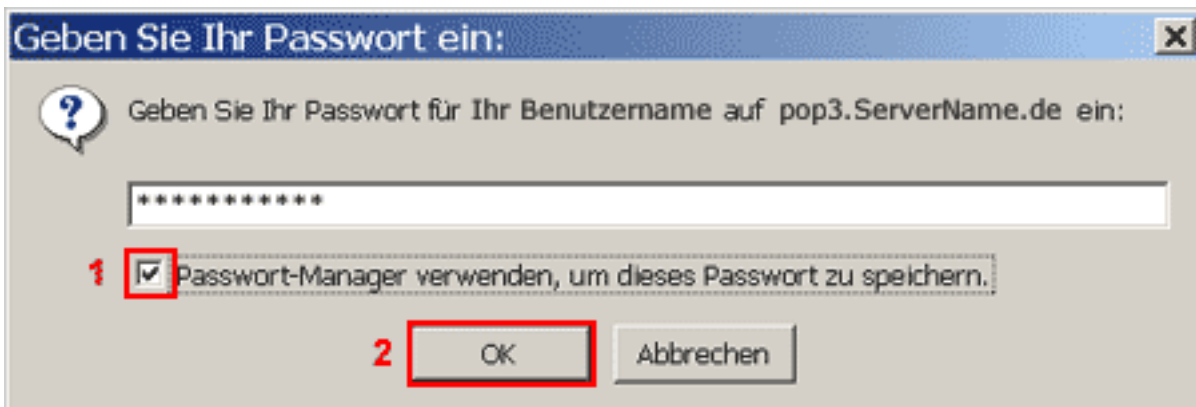 Geben Sie Ihr Passwort ein:
Geben Sie Ihr Passwort für Ihr Benutzername auf pop3.ServerName.de ein:
***********
1 Passwort-Manager verwenden, um dieses Passwort zu speichern.
2 OK Abbrechen